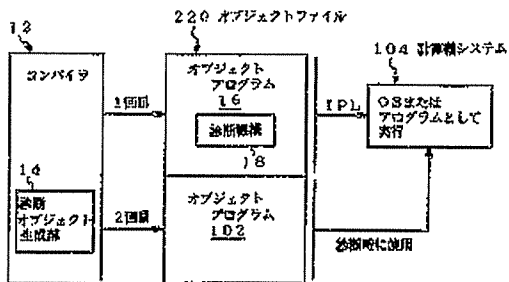 12
コンパイラ
14
診断
オブジェクト
生成部
1回目
2回目
220 オブジェクトファイル
オブジェクト
プログラム
16
診断機構
18
オブジェクト
プログラム
102
IPL
診断時に使用
104 計算機システム
OSまたは
プログラムとして
実行